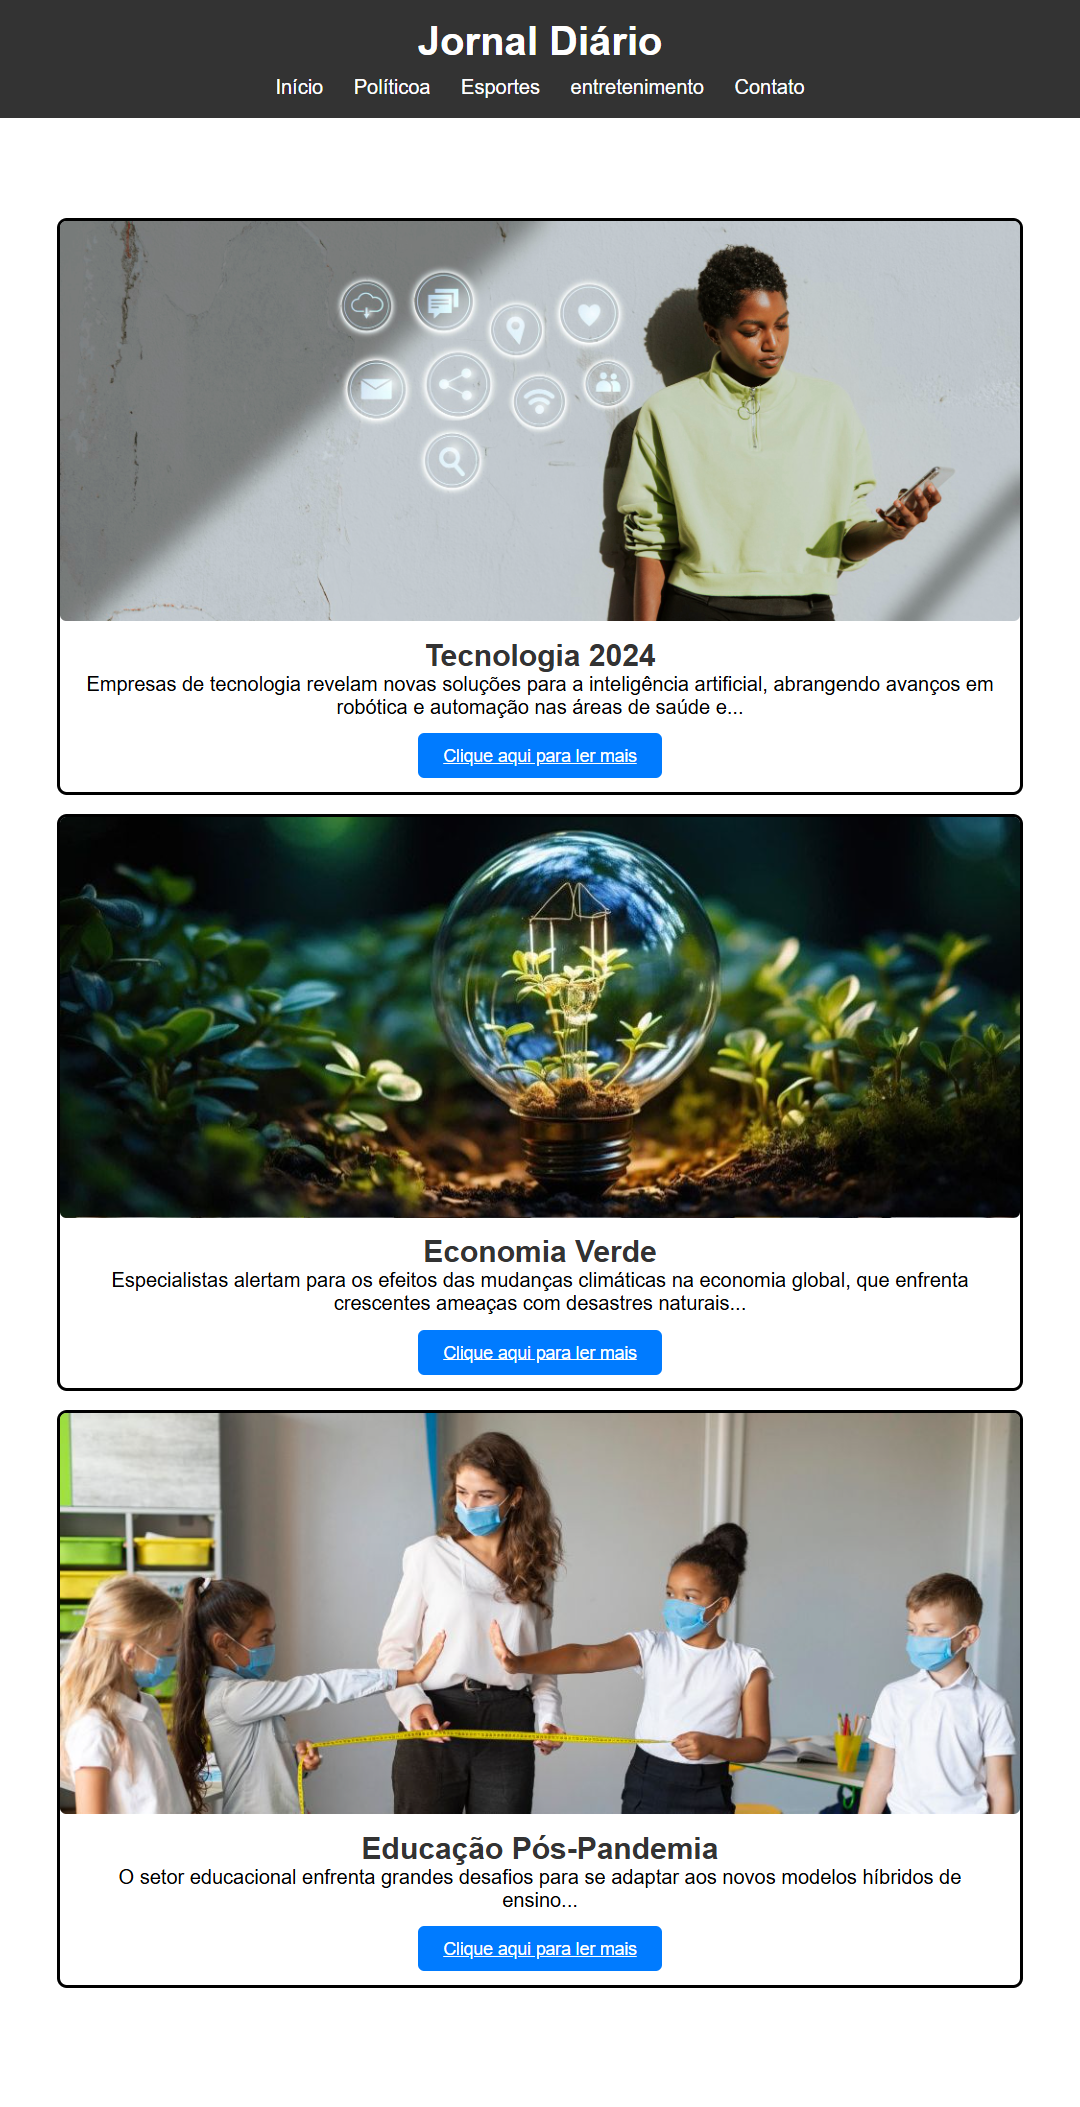 Jornal Diário
Início Políticoa Esportes entretenimento Contato
Tecnologia 2024
Empresas de tecnologia revelam novas soluções para a inteligência artificial, abrangendo avanços em
robótica e automação nas áreas de saúde e...
Clique aqui para ler mais
Economia Verde
Especialistas alertam para os efeitos das mudanças climáticas na economia global, que enfrenta
crescentes ameaças com desastres naturais...
Clique aqui para ler mais
Educação Pós-Pandemia
O setor educacional enfrenta grandes desafios para se adaptar aos novos modelos híbridos de
ensino...
Clique aqui para ler mais